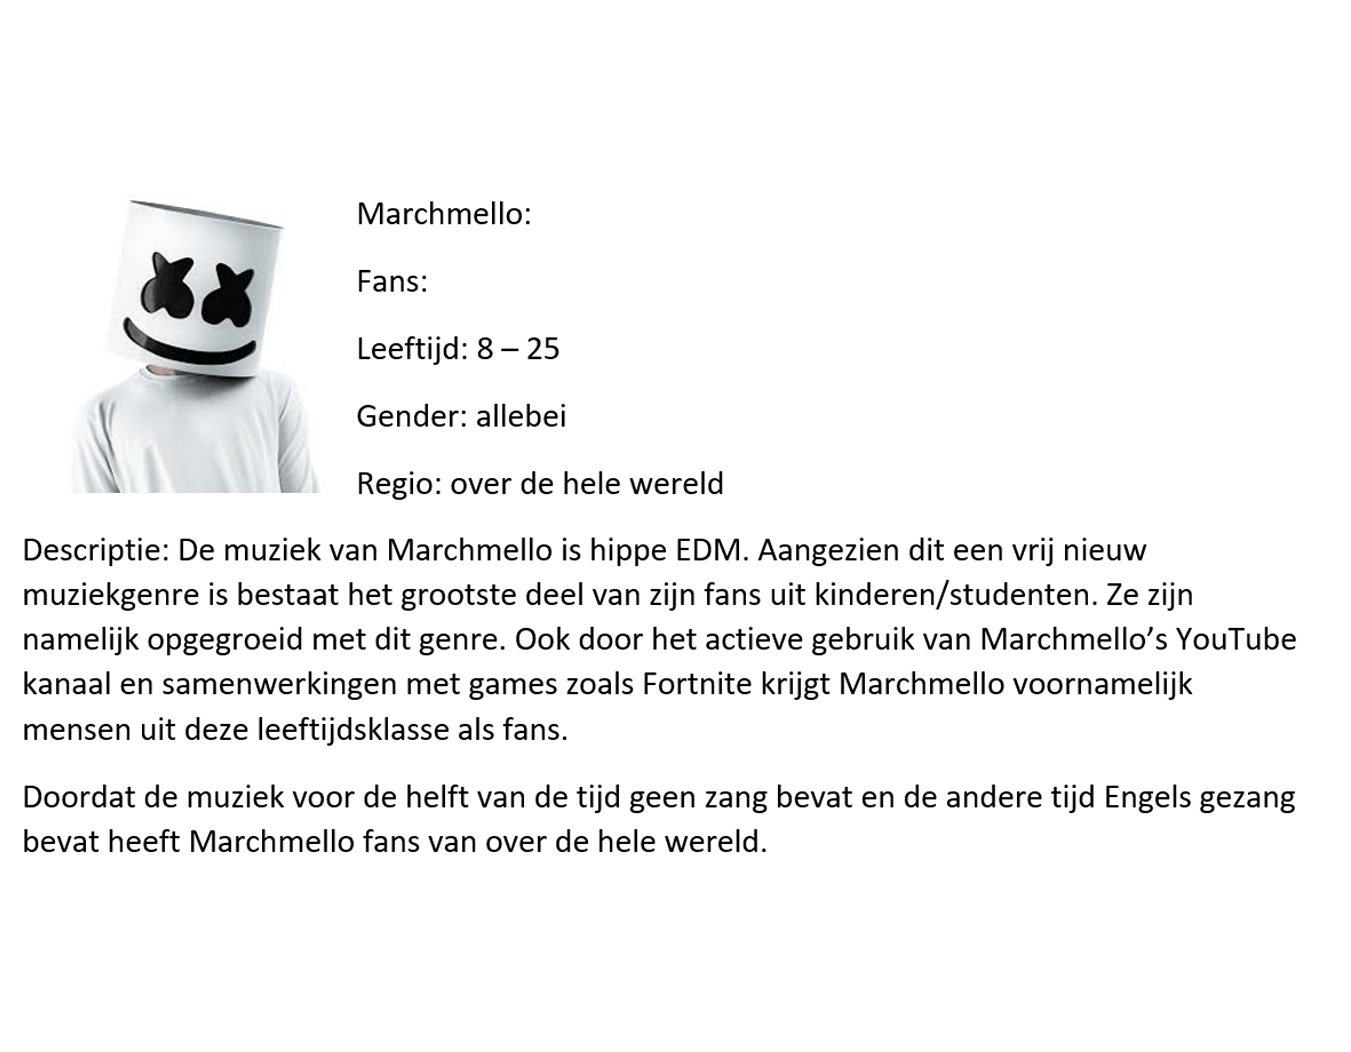 Marchmello:
Fans:
Leeftijd: 8 – 25
Gender: allebei
Regio: over de hele wereld
Descriptie: De muziek van Marchmello is hippe EDM. Aangezien dit een vrij nieuw
muziekgenre is bestaat het grootste deel van zijn fans uit kinderen/studenten. Ze zijn
namelijk opgegroeid met dit genre. Ook door het actieve gebruik van Marchmello’s YouTube
kanaal en samenwerkingen met games zoals Fortnite krijgt Marchmello voornamelijk
mensen uit deze leeftijdsklasse als fans.
Doordat de muziek voor de helft van de tijd geen zang bevat en de andere tijd Engels gezang
bevat heeft Marchmello fans van over de hele wereld.